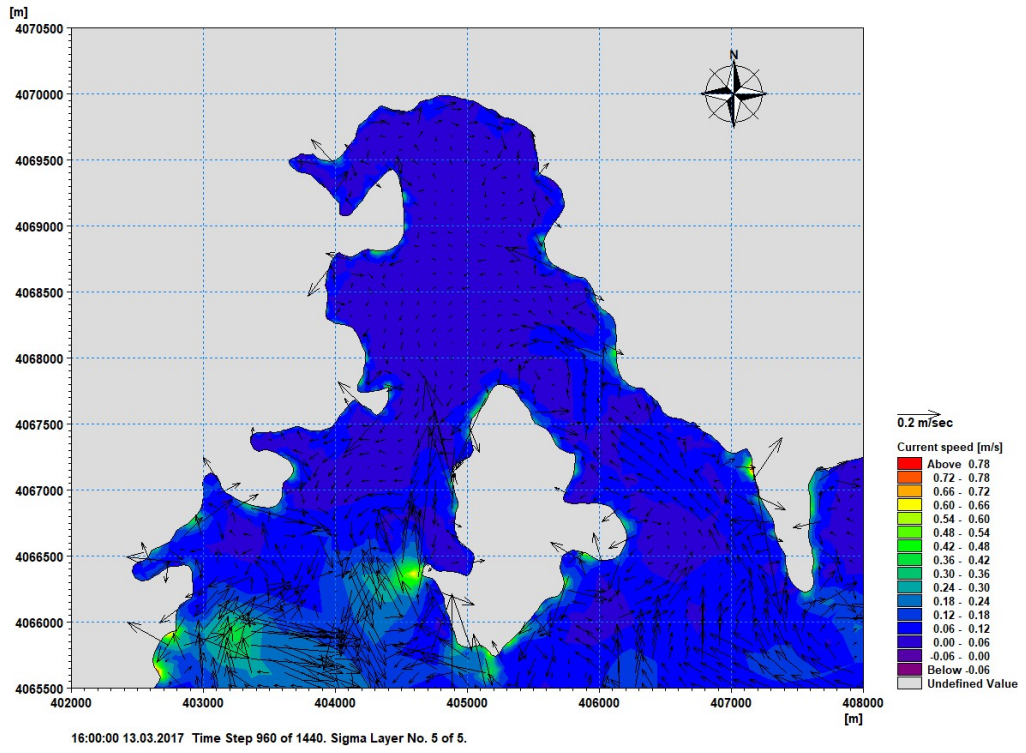 [m]
4070500
N
4070000
4069500
4069000
4068500
4068000
4067500
4067000
4066500
4066000
4065500
402000 403000 404000 405000 406000 407000 408000
[m]
0.2 m/sec
Current speed [m/s]
Above 0.78
0.72 - 0.78
0.66 - 0.72
0.60 - 0.66
0.54 - 0.60
0.48 - 0.54
0.42 - 0.48
0.36 - 0.42
0.30 - 0.36
0.24 - 0.30
0.18 - 0.24
0.12 - 0.18
0.06 - 0.12
0.00 - 0.06
-0.06 - 0.00
Below -0.06
Undefined Value
16:00:00 13.03.2017 Time Step 960 of 1440. Sigma Layer No. 5 of 5.